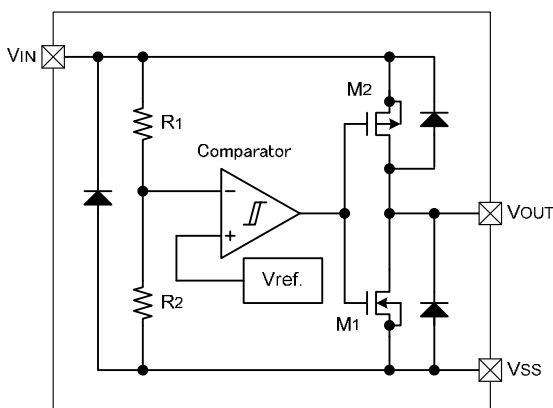 VIN
M2
R1
Comparator
−
VOUT
+
Vref.
R2
M1
VSS